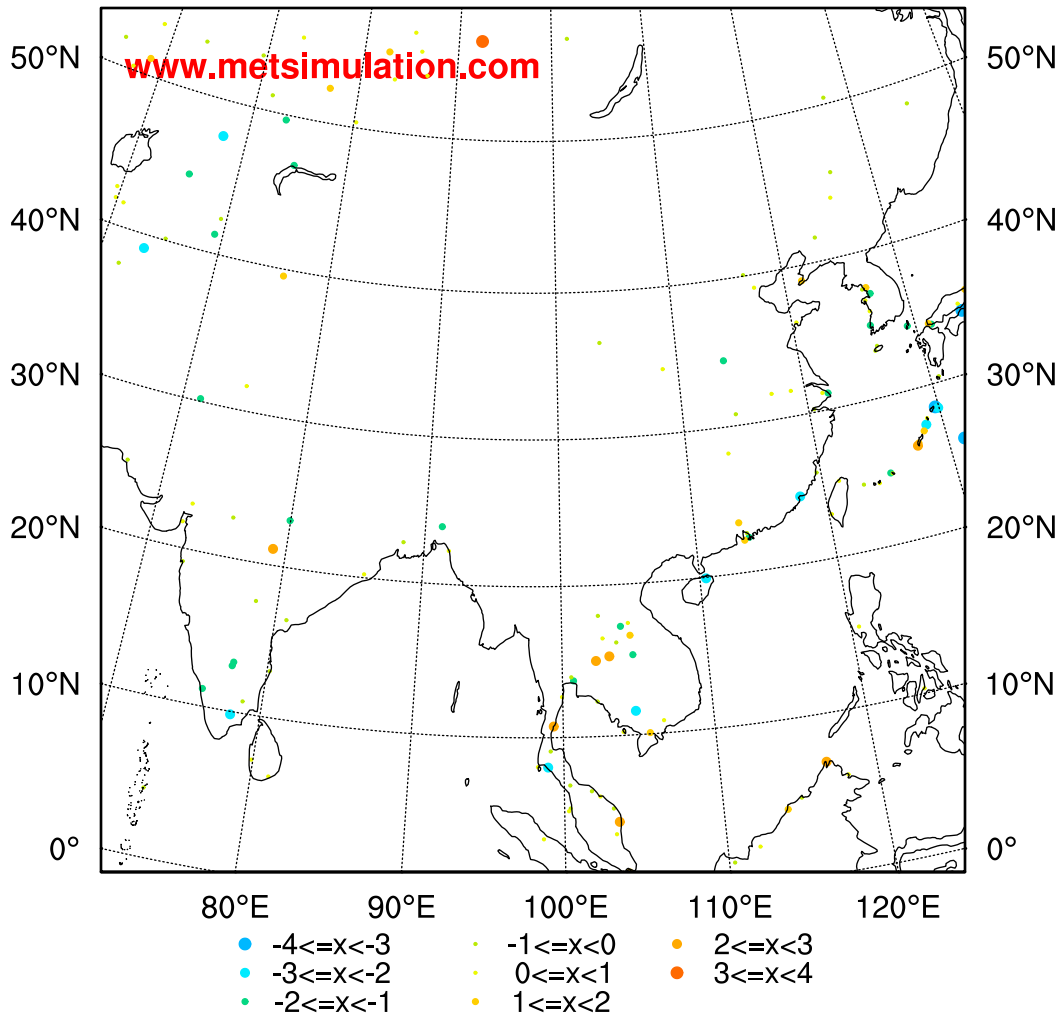 www.metsimulation.com
50°N 50°N
40°N 40°N
30°N 30°N
20°N 20°N
10°N 10°N
0° 0°
80°E 90°E 100°E 110°E 120°E
-4<=x<-3 -1<=x<0 2<=x<3
-3<=x<-2 0<=x<1 3<=x<4
-2<=x<-1 1<=x<2